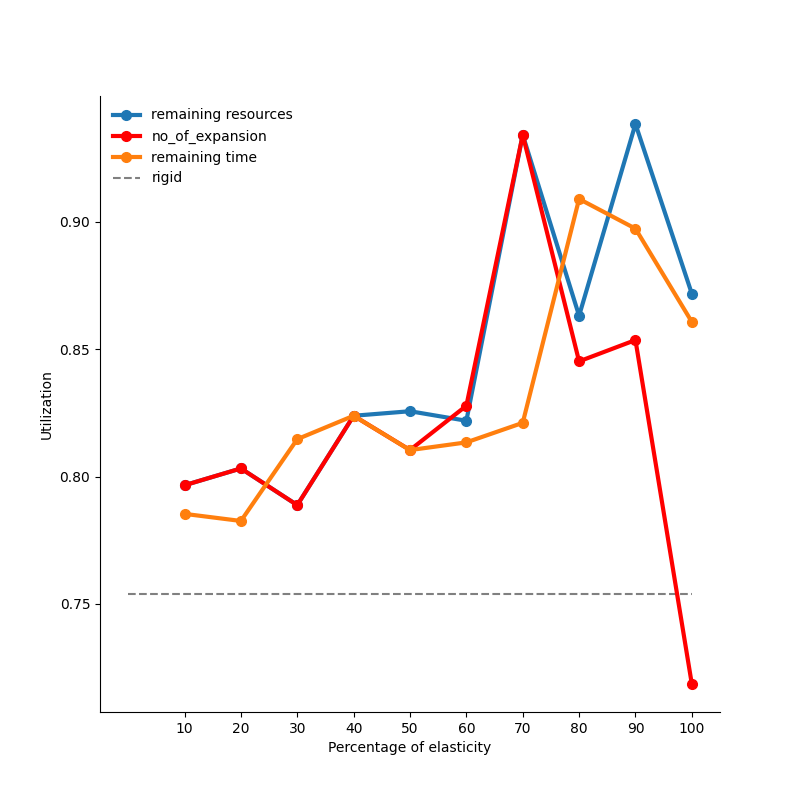 remaining resources
no_of_expansion
remaining time
rigid
0.90
0.85
0.80
0.75
Utilization
10 20 30 40 50 60 70 80 90 100
Percentage of elasticity